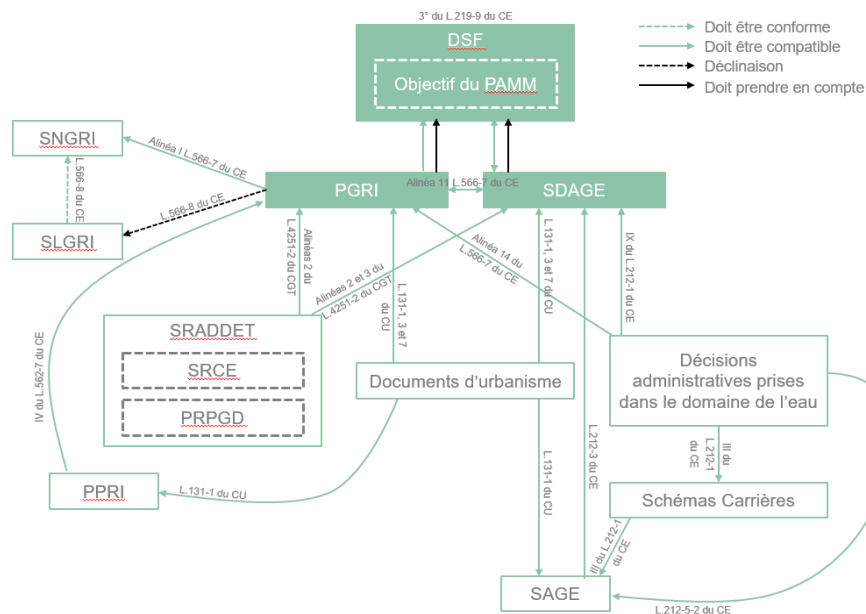 3° du L.219-9 du CE
DSF
Objectif du PAMM
Doit être conforme
Doit être compatible
Déclinaison
Doit prendre en compte
SNGRI
Alinéa I L.566-7 du CE
L.566-8 du CE
SLGRI
L.566-8 du CE
PGRI
Alinéa 11 L.566-7 du CE
SDAGE
Alinéas 2 du
L.4251-2 du CGT
Alinéas 2 et 3 du
L.4251-2 du CGT
L.131-1, 3 et 7
du CU
Alinéa 14 du
L.566-7 du CE
L.131-1, 3 et 7 du CU
IX du L.212-1 du CE
IV du L.562-7 du CE
SRADDET
SRCE
PRPGD
Documents d'urbanisme
Décisions
administratives prises
dans le domaine de l'eau
L.131-1 du CU
L.212-3 du CE
III du
L.212-1
du CE
PPRI
L.131-1 du CU
Schémas Carrières
III du L.212-1
du CE
SAGE
L.212-5-2 du CE